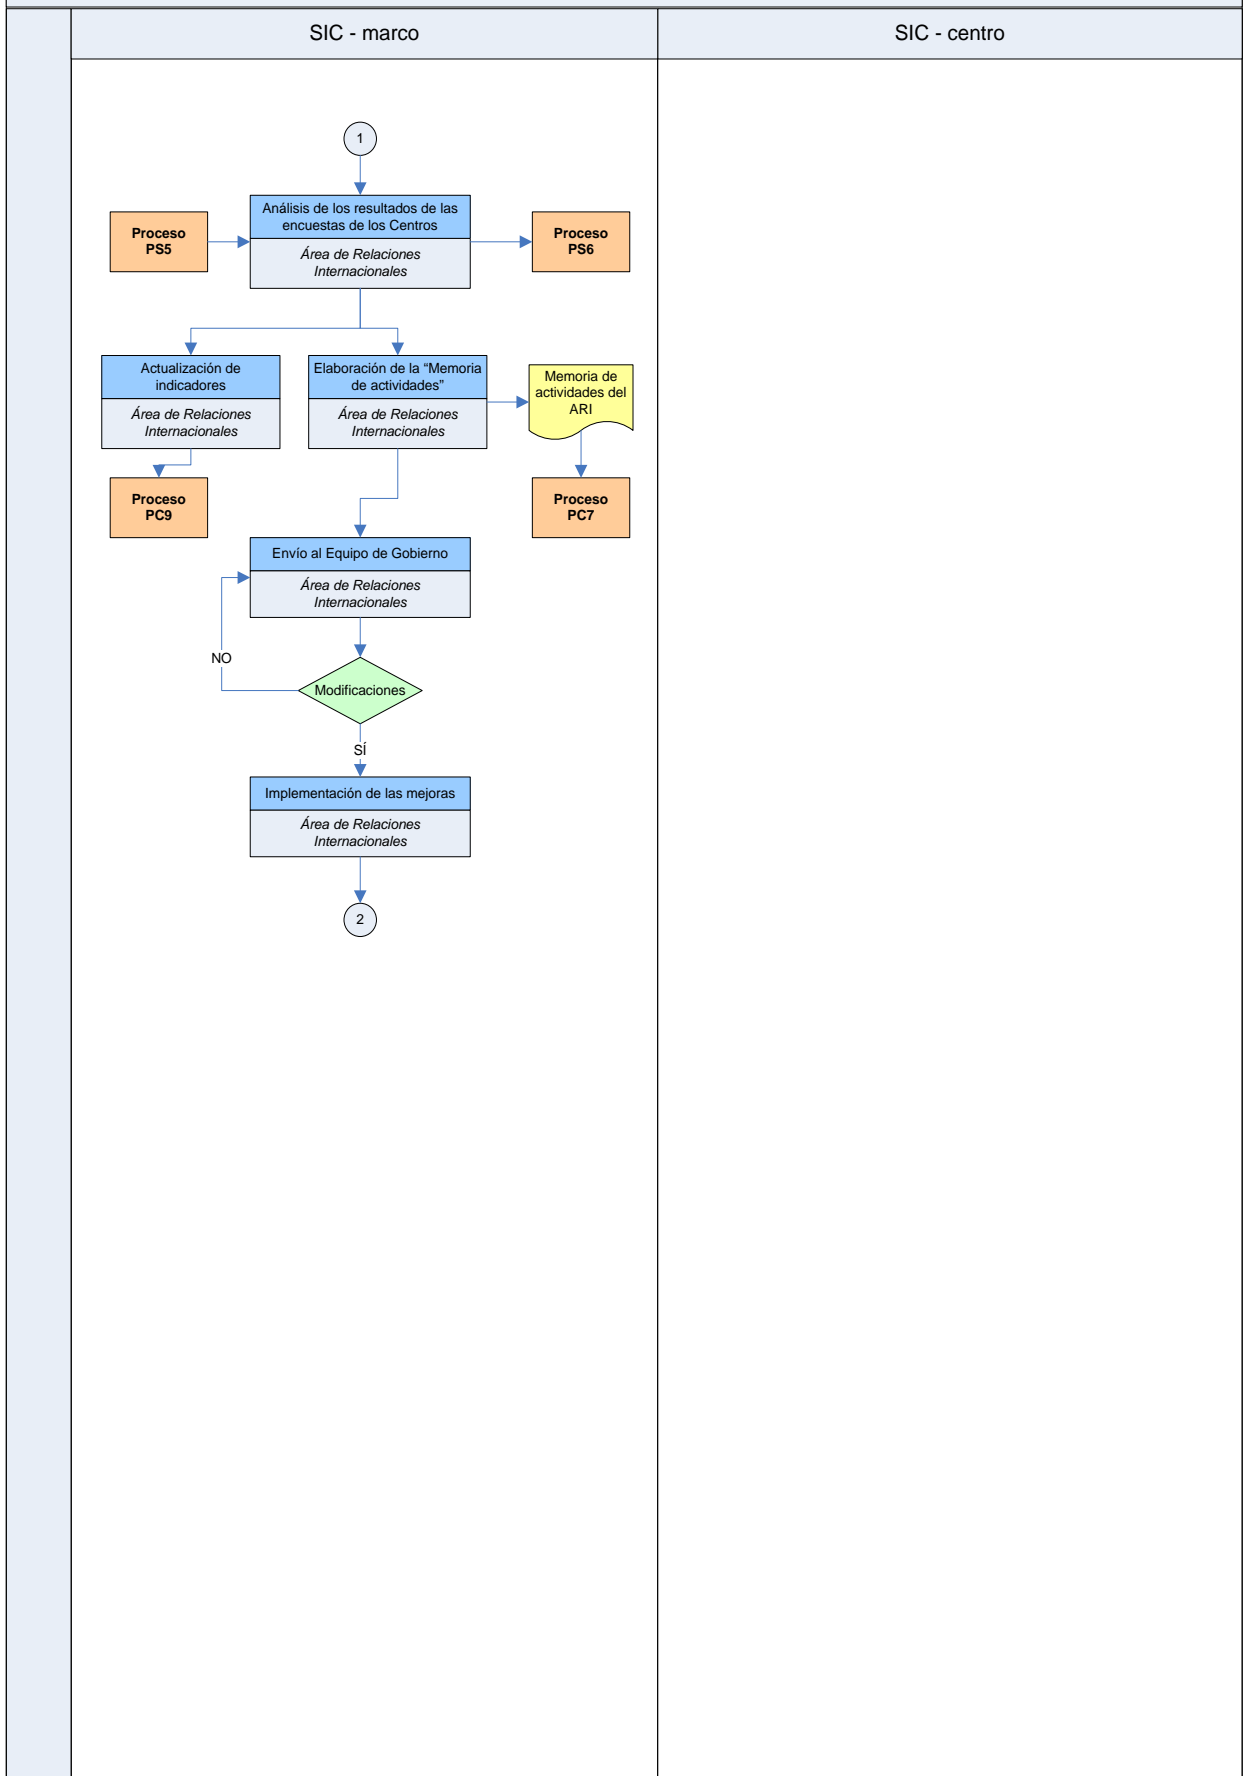 SIC - marco
SIC - centro
1
Análisis de los resultados de las
encuestas de los Centros
Área de Relaciones
Internacionales
Proceso
PS5
Proceso
PS6
Actualización de
indicadores
Área de Relaciones
Internacionales
Elaboración de la “Memoria
de actividades”
Área de Relaciones
Internacionales
Memoria de
actividades del
ARI
Proceso
PC9
Proceso
PC7
Envío al Equipo de Gobierno
Área de Relaciones
Internacionales
NO
Modificaciones
SÍ
Implementación de las mejoras
Área de Relaciones
Internacionales
2